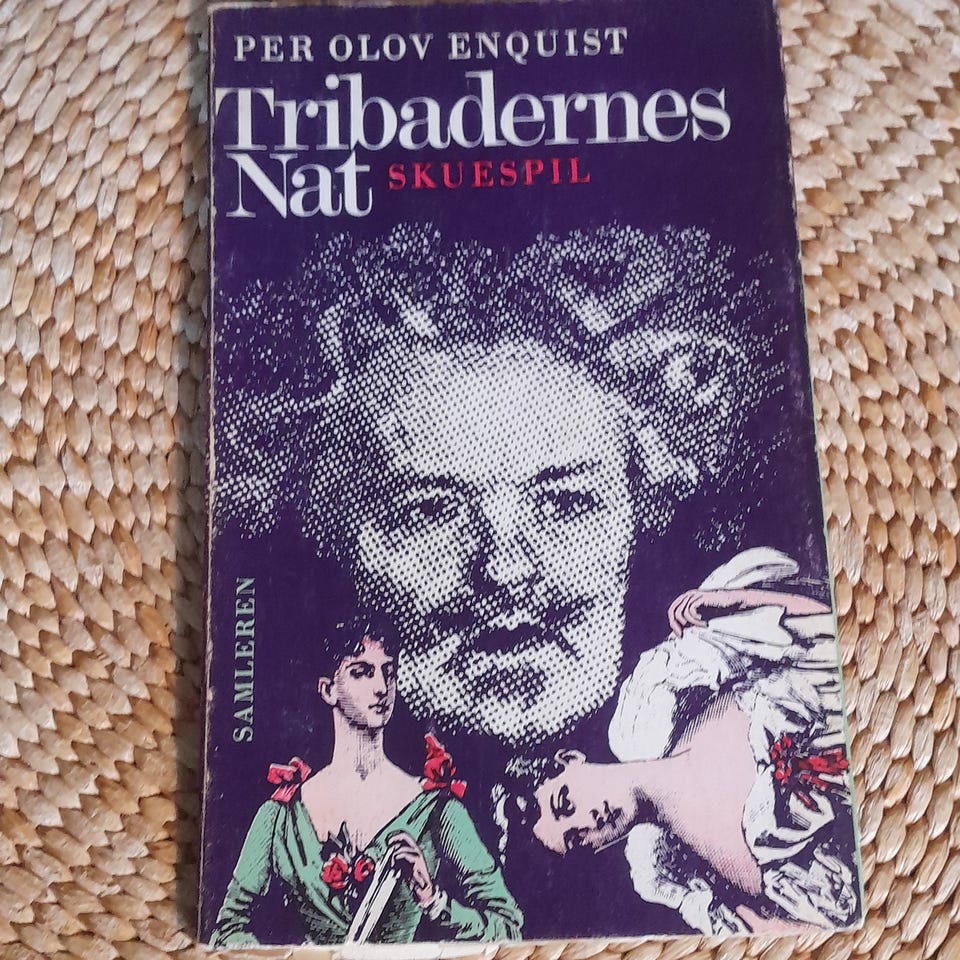 PER OLOV ENQUIST
Tribadernes
Nat SKUESPIL
SAMLEREN